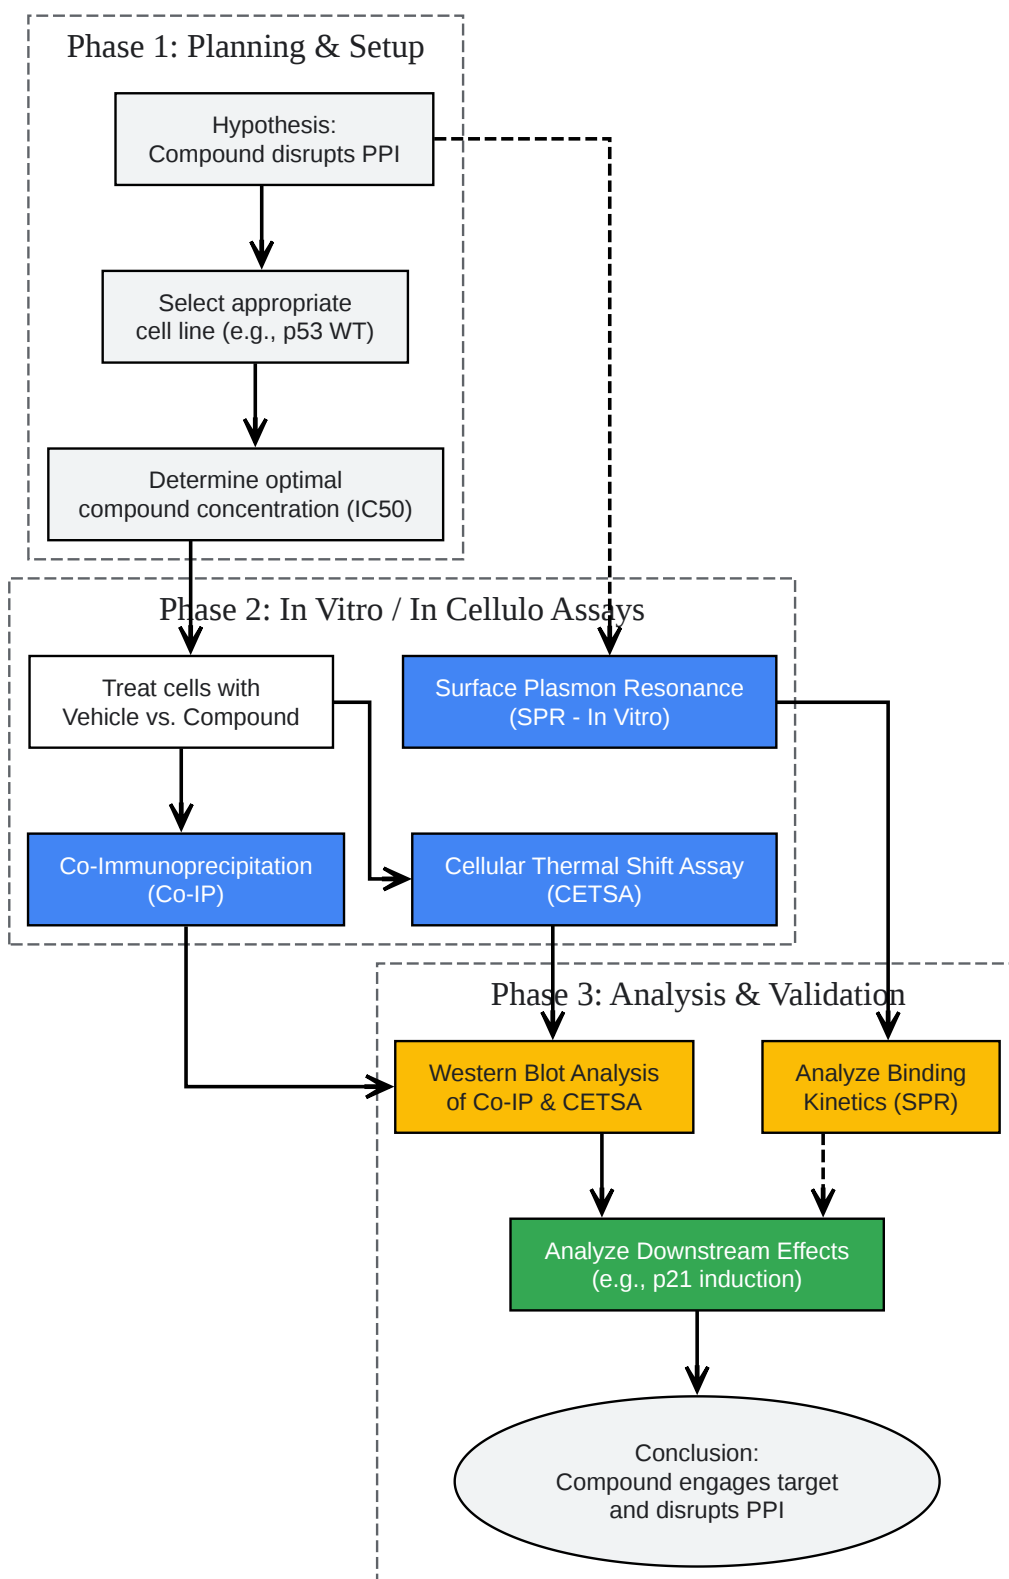 Phase 1: Planning & Setup
Hypothesis:
Compound disrupts PPI
Select appropriate
cell line (e.g., p53 WT)
Determine optimal
compound concentration (IC50)
Phase 2: In Vitro / In Cellulo Assays
Treat cells with
Vehicle vs. Compound
Surface Plasmon Resonance
(SPR - In Vitro)
Co-Immunoprecipitation
(Co-IP)
Cellular Thermal Shift Assay
(CETSA)
Phase 3: Analysis & Validation
Western Blot Analysis
of Co-IP & CETSA
Analyze Binding
Kinetics (SPR)
Analyze Downstream Effects
(e.g., p21 induction)
Conclusion:
Compound engages target
and disrupts PPI